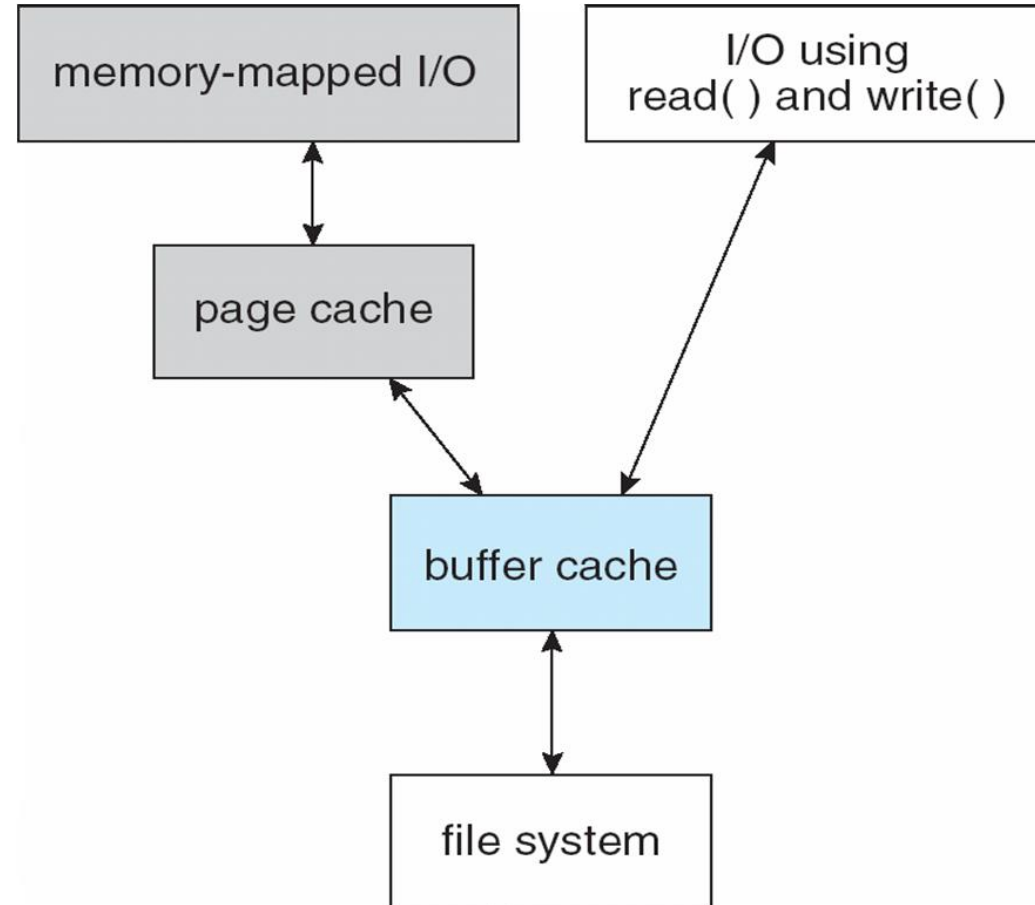 memory-mapped I/O
I/O using
read( ) and write( )
page cache
buffer cache
file system